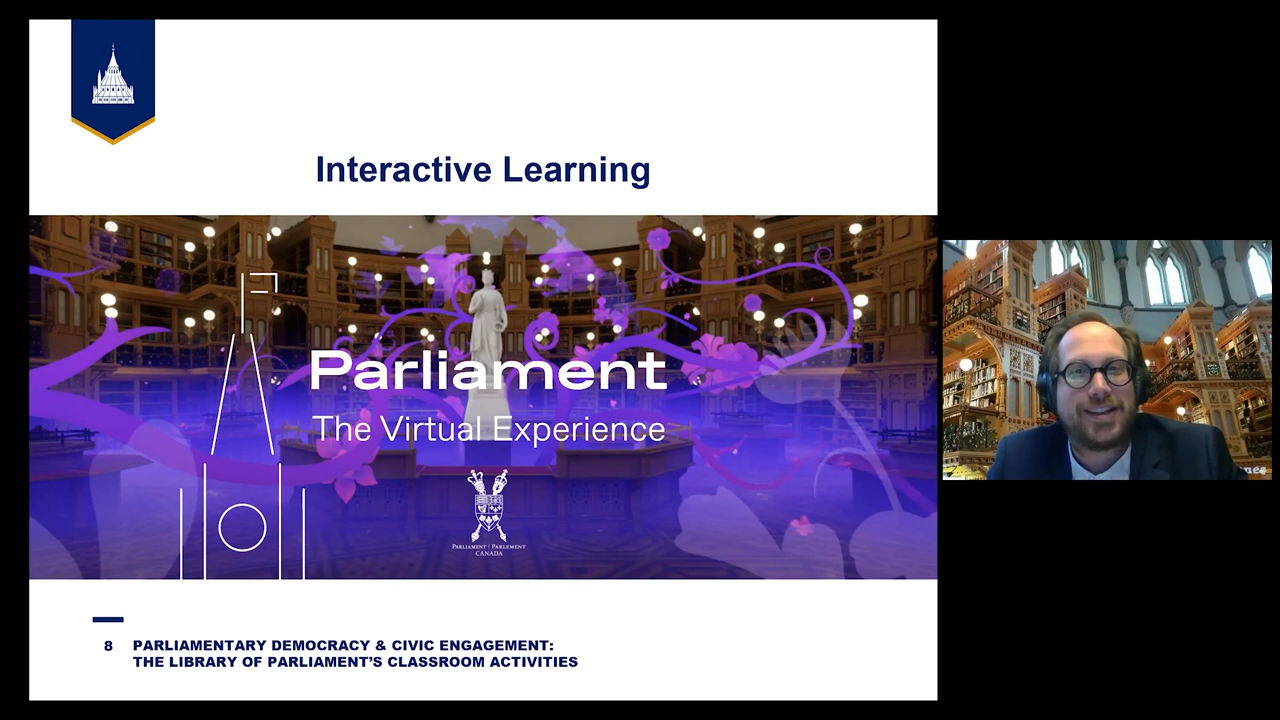 Interactive Learning
Parliament
The Virtual Experience
PARLIAMENT | PARLEMENT
CANADA
8 PARLIAMENTARY DEMOCRACY & CIVIC ENGAGEMENT:
THE LIBRARY OF PARLIAMENT'S CLASSROOM ACTIVITIES